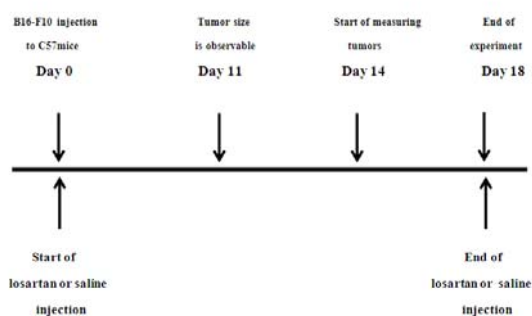 B16-F10 injection
to C57mice
Day 0
Tumor size
is observable
Day 11
Start of measuring
tumors
Day 14
End of
experiment
Day 18
Start of
losartan or saline
injection
End of
losartan or saline
injection